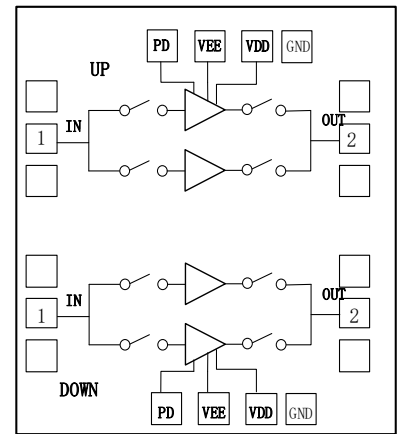 PD VEE VDD GND
UP
IN OUT
1 2
IN OUT
1 2
DOWN
PD VEE VDD GND